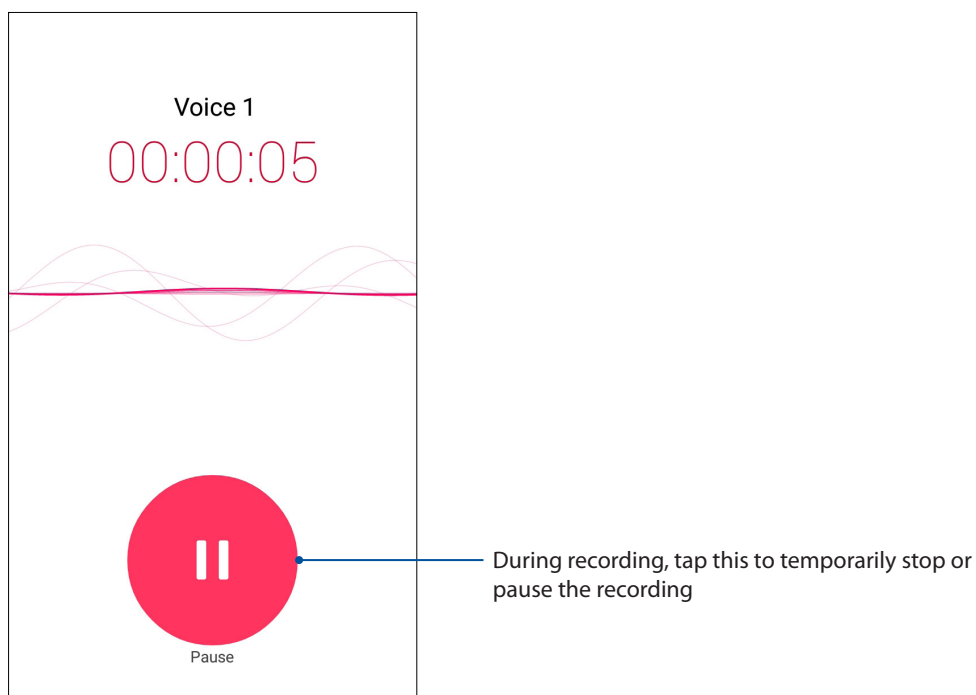 Voice 1
00:00:05
During recording, tap this to temporarily stop or
pause the recording
Pause